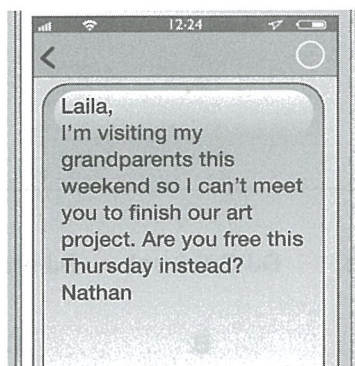 12:24
Laila,
I'm visiting my
grandparents this
weekend so I can't meet
you to finish our art
project. Are you free this
Thursday instead?
Nathan